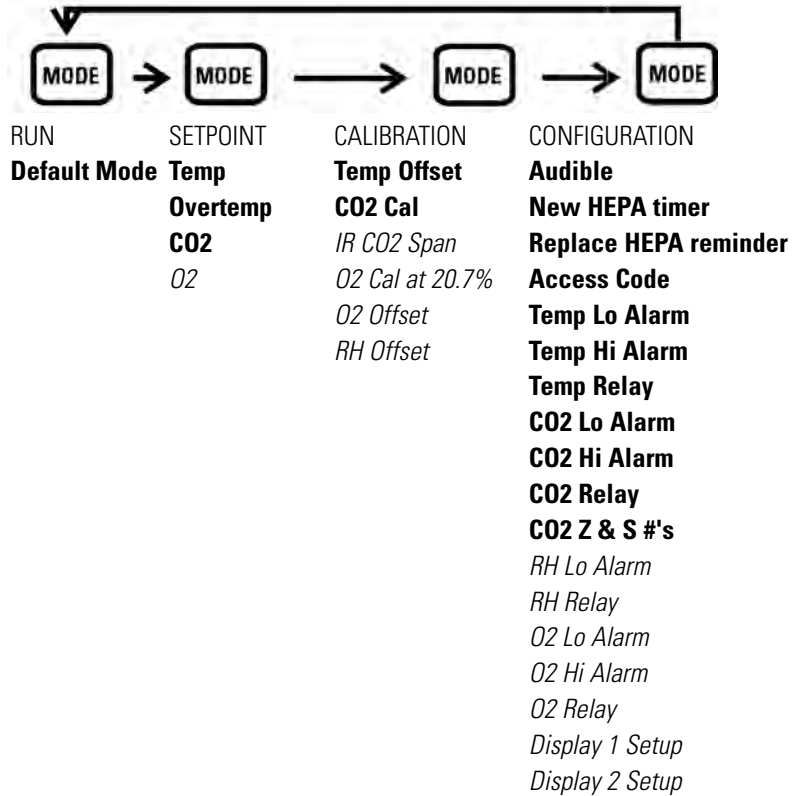 MODE
MODE
MODE
MODE
RUN
Default Mode
SETPOINT
Temp
Overtemp
CO2
O2
CALIBRATION
Temp Offset
CO2 Cal
IR CO2 Span
O2 Cal at 20.7%
O2 Offset
RH Offset
CONFIGURATION
Audible
New HEPA timer
Replace HEPA reminder
Access Code
Temp Lo Alarm
Temp Hi Alarm
Temp Relay
CO2 Lo Alarm
CO2 Hi Alarm
CO2 Relay
CO2 Z & S #'s
RH Lo Alarm
RH Relay
O2 Lo Alarm
O2 Hi Alarm
O2 Relay
Display 1 Setup
Display 2 Setup